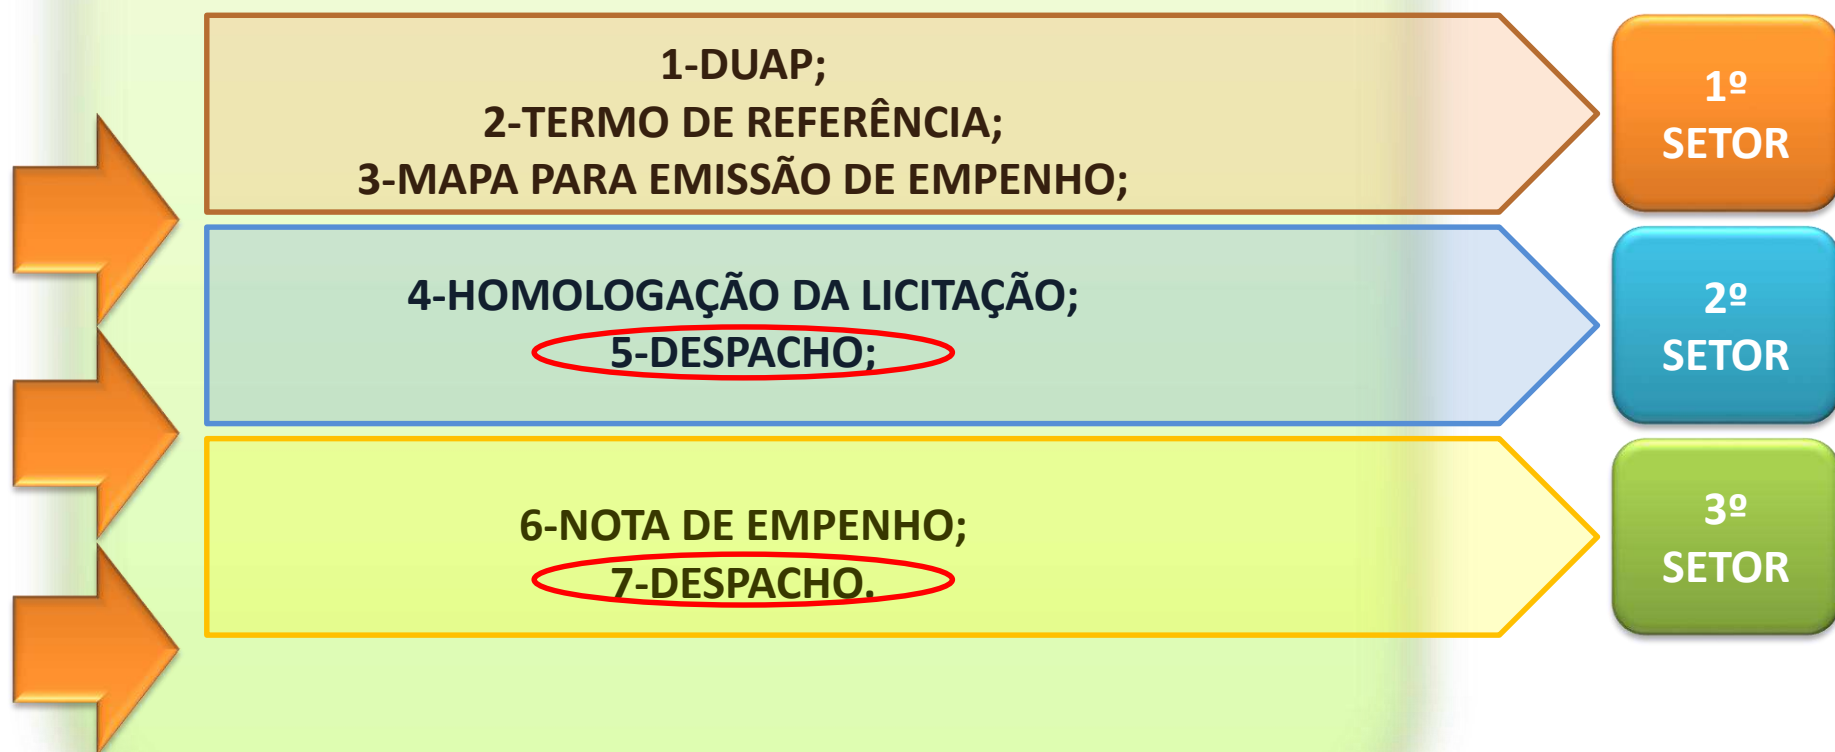 1-DUAP;
2-TERMO DE REFERÊNCIA;
3-MAPA PARA EMISSÃO DE EMPENHO;
1º
SETOR
4-HOMOLOGAÇÃO DA LICITAÇÃO;
5-DESPACHO;
2º
SETOR
6-NOTA DE EMPENHO;
7-DESPACHO.
3º
SETOR